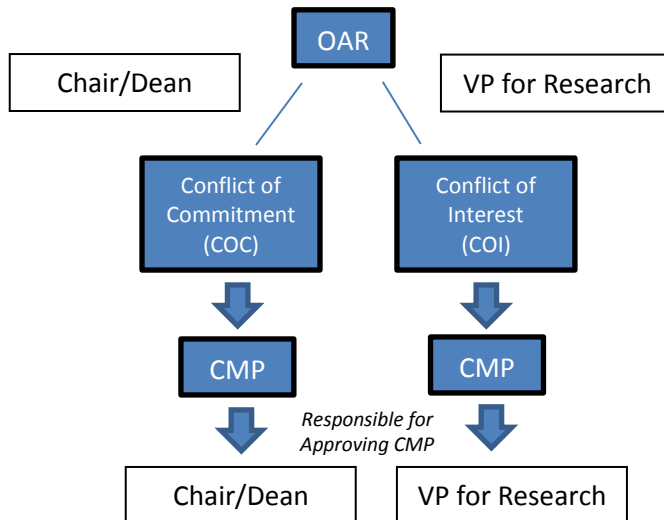 OAR
Chair/Dean
VP for Research
Conflict of
Commitment
(COC)
Conflict of
Interest
(COI)
CMP
CMP
Responsible for
Approving CMP
Chair/Dean
VP for Research